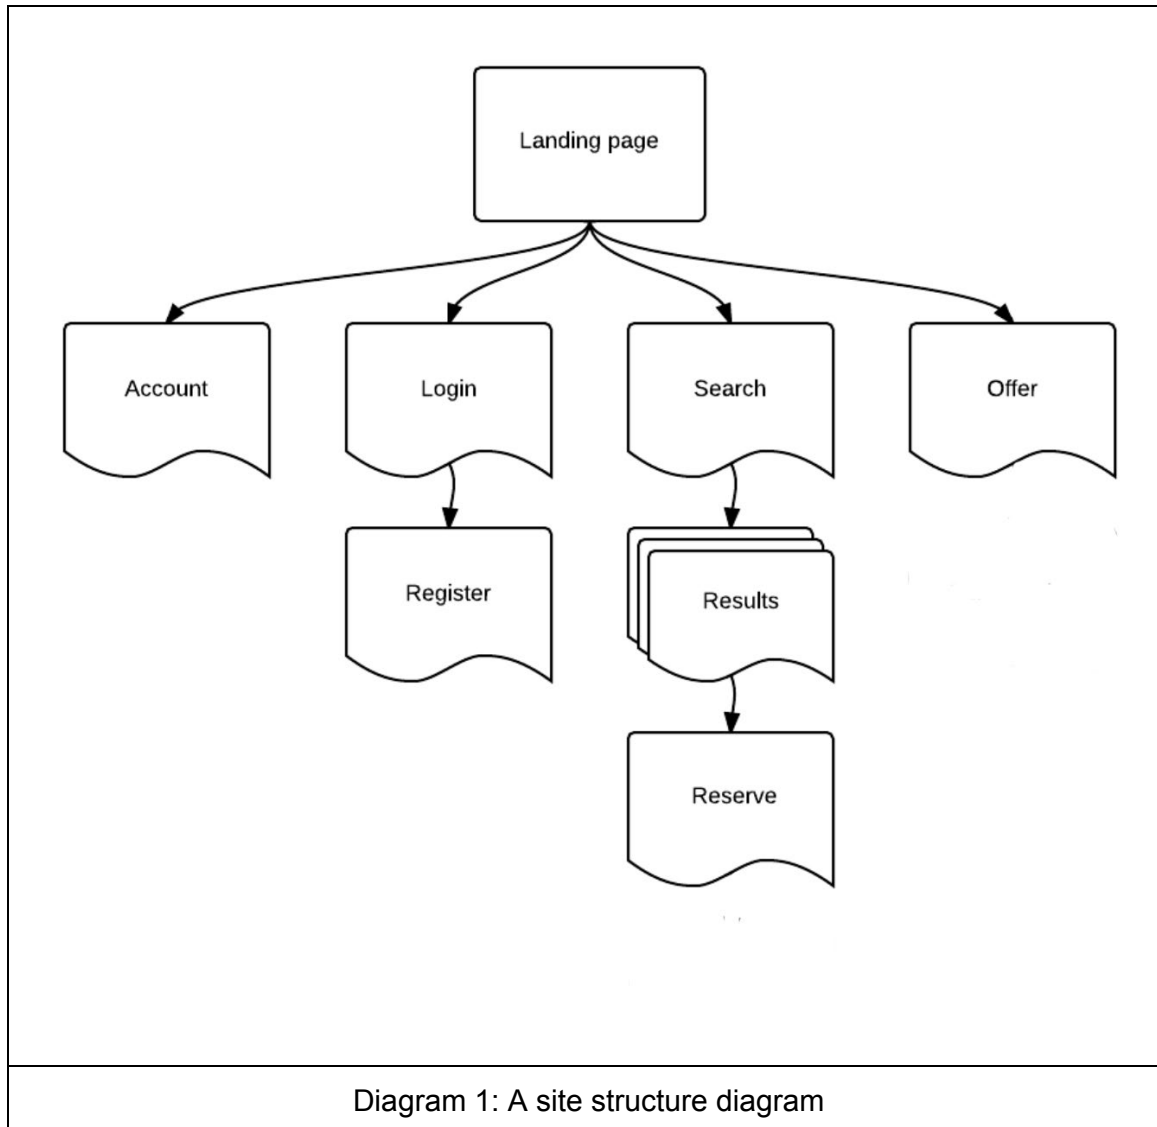 Landing page
Account
Login
Search
Offer
Register
Results
Reserve
Diagram 1: A site structure diagram